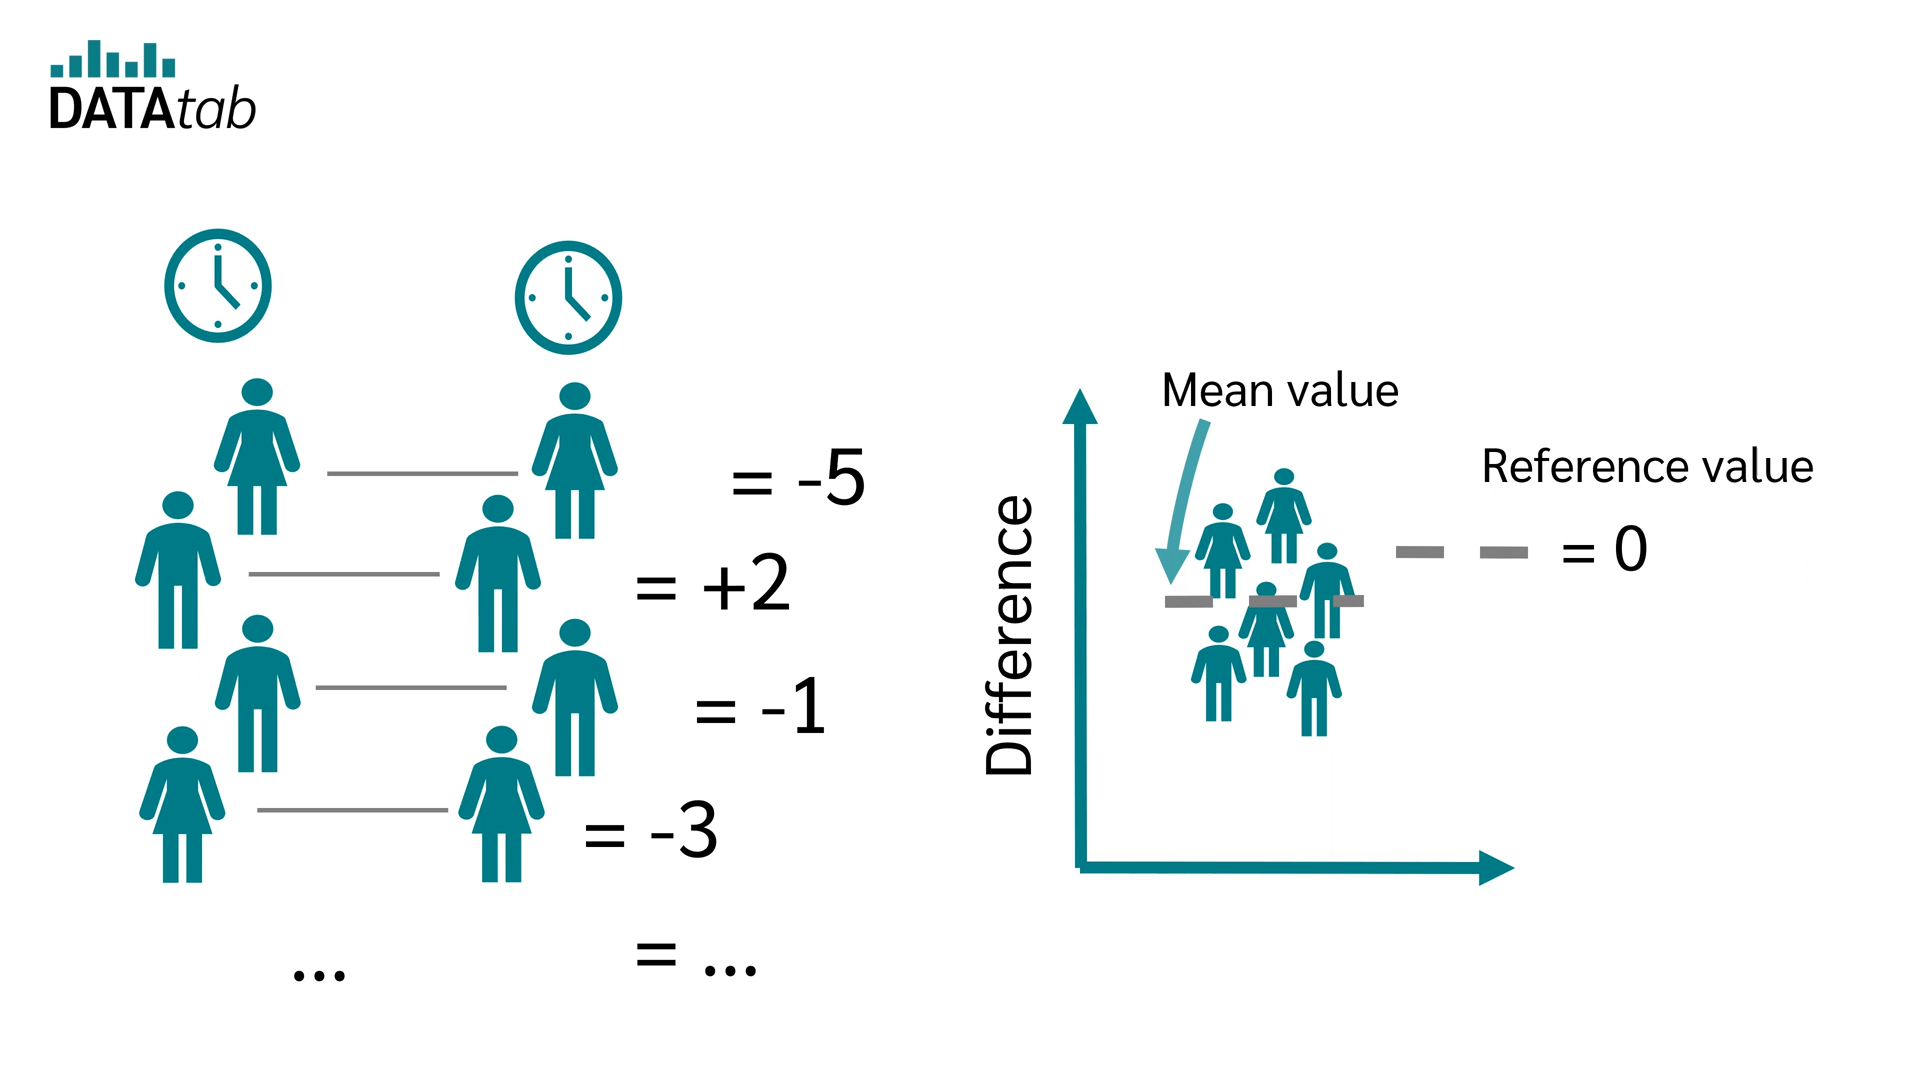 DATAtab
= -5
= +2
= -1
= -3
...
= ...
Difference
Mean value
Reference value
= 0